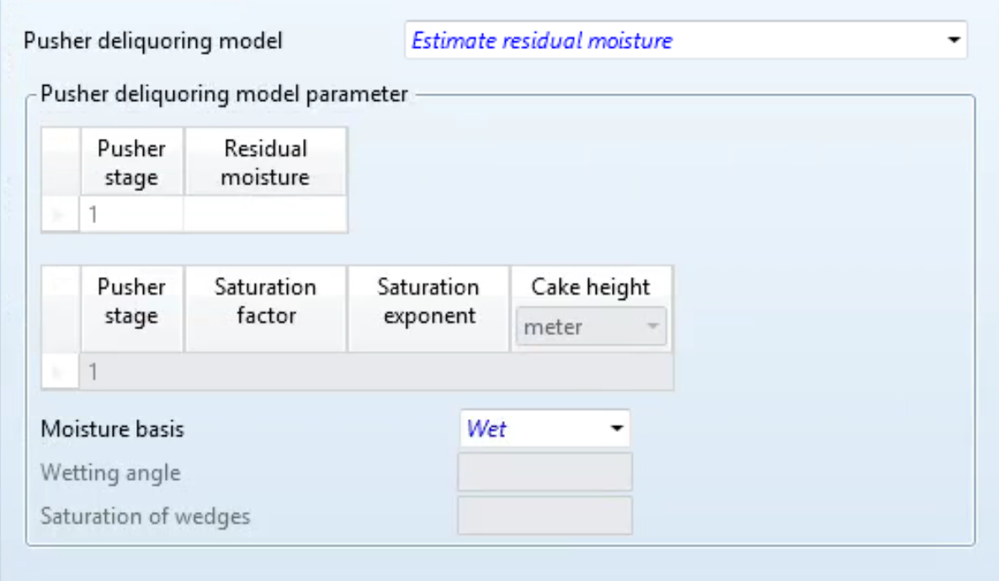 Pusher deliquoring model Estimate residual moisture
Pusher deliquoring model parameter
Pusher stage Residual moisture
1
Pusher stage Saturation factor Saturation exponent Cake height
meter
1
Moisture basis Wet
Wetting angle
Saturation of wedges